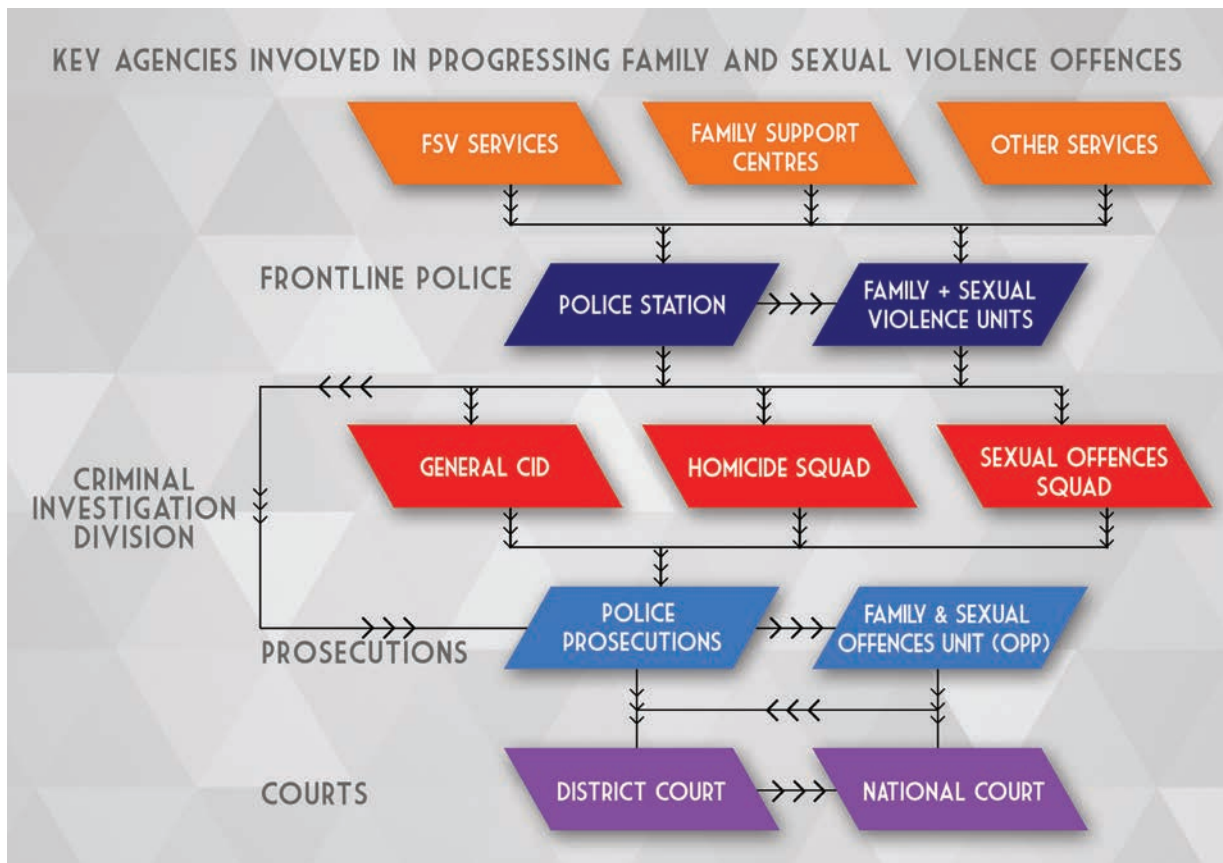 KEY AGENCIES INVOLVED IN PROGRESSING FAMILY AND SEXUAL VIOLENCE OFFENCES
FSV SERVICES
FAMILY SUPPORT
CENTRES
OTHER SERVICES
FRONTLINE POLICE
POLICE STATION
FAMILY + SEXUAL
VIOLENCE UNITS
CRIMINAL
INVESTIGATION
DIVISION
GENERAL CID
HOMICIDE SQUAD
SEXUAL OFFENCES
SQUAD
PROSECUTIONS
POLICE
PROSECUTIONS
FAMILY & SEXUAL
OFFENCES UNIT (OPP)
COURTS
DISTRICT COURT
NATIONAL COURT